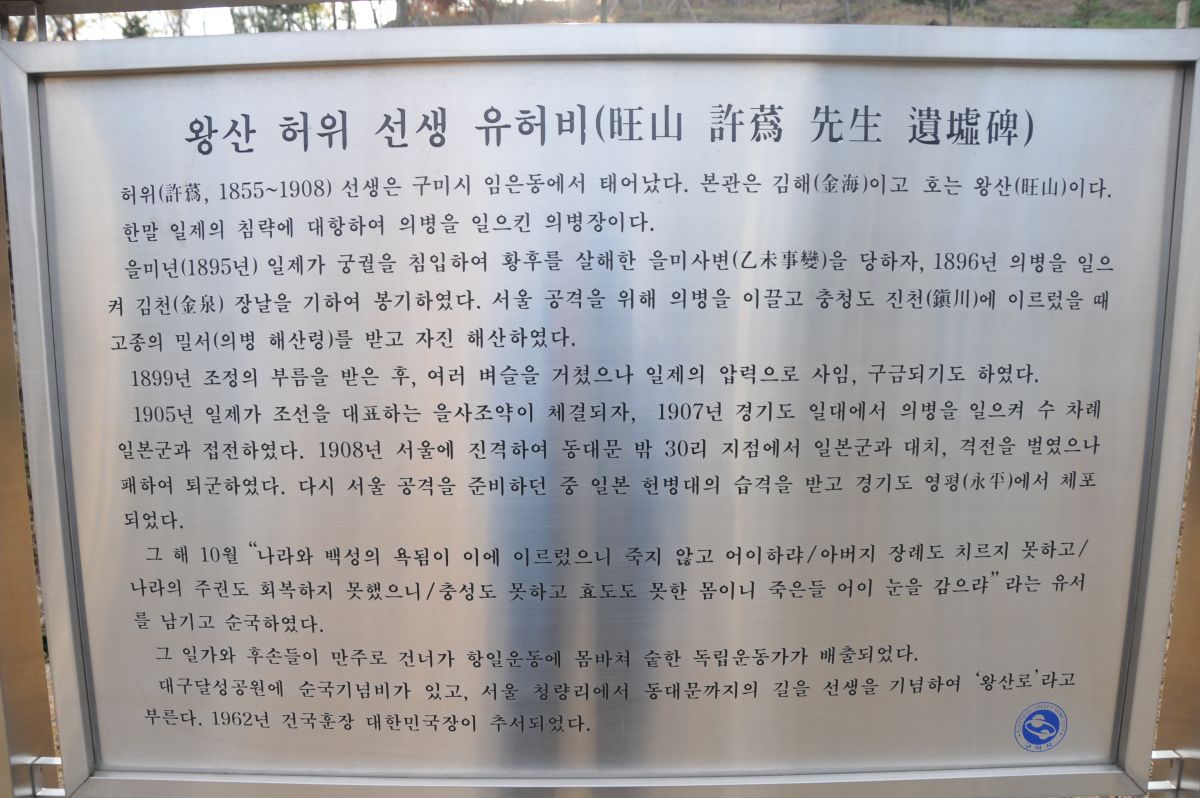 왕산 허위 선생 유허비(旺山 許蔿 先生 遺墟碑)
허위(許蔿, 1855~1908) 선생은 구미시 임은동에서 태어났다. 본관은 김해(金海)이고 호는 왕산(旺山)이다.
한말 일제의 침략에 대항하여 의병을 일으킨 의병장이다.
을미년(1895년) 일제가 궁궐을 침입하여 황후를 살해한 을미사변(乙未事變)을 당하자, 1896년 의병을 일으
켜 김천(金泉) 장날을 기하여 봉기하였다. 서울 공격을 위해 의병을 이끌고 충청도 진천(鎭川)에 이르렀을 때
고종의 밀서(의병 해산령)를 받고 자진 해산하였다.
1899년 조정의 부름을 받은 후, 여러 벼슬을 거쳤으나 일제의 압력으로 사임, 구금되기도 하였다.
1905년 일제가 조선을 대표하는 을사조약이 체결되자, 1907년 경기도 일대에서 의병을 일으켜 수 차례
일본군과 접전하였다. 1908년 서울에 진격하여 동대문 밖 30리 지점에서 일본군과 대치, 격전을 벌였으나
패하여 퇴군하였다. 다시 서울 공격을 준비하던 중 일본 헌병대의 습격을 받고 경기도 영평(永平)에서 체포
되었다.
그 해 10월 “나라와 백성의 욕됨이 이에 이르렀으니 죽지 않고 어이하랴/아버지 장례도 치르지 못하고/
나라의 주권도 회복하지 못했으니/충성도 못하고 효도도 못한 몸이니 죽은들 어이 눈을 감으랴” 라는 유서
를 남기고 순국하였다.
그 일가와 후손들이 만주로 건너가 항일운동에 몸바쳐 숱한 독립운동가가 배출되었다.
대구달성공원에 순국기념비가 있고, 서울 청량리에서 동대문까지의 길을 선생을 기념하여 ‘왕산로’라고
부른다. 1962년 건국훈장 대한민국장이 추서되었다.
구미시